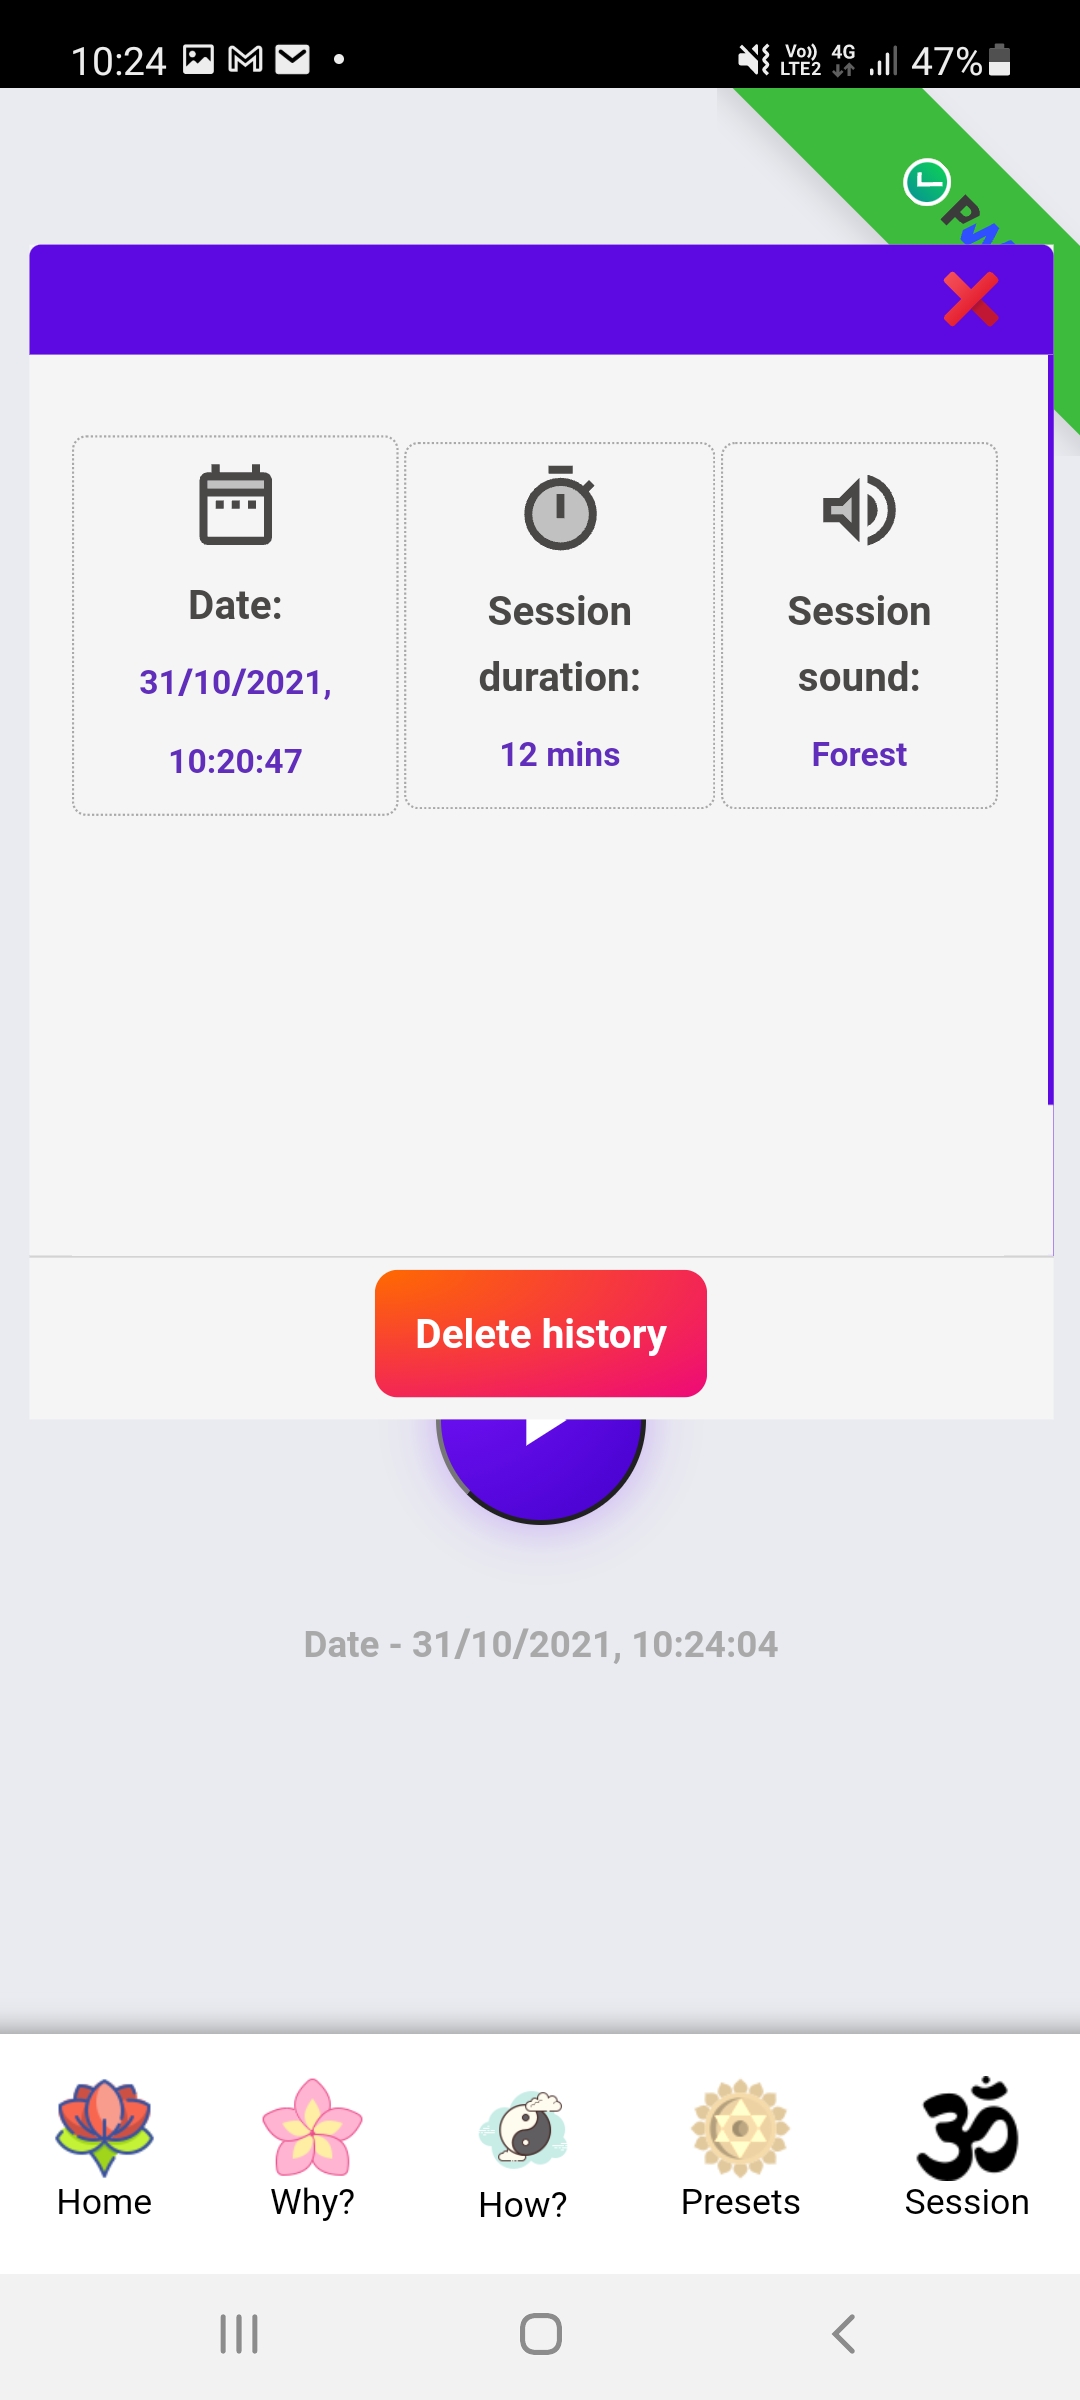 10:24
Vo)) 4G 47%
LTE2
Date:
31/10/2021,
10:20:47
Session
duration:
12 mins
Session
sound:
Forest
Delete history
Date - 31/10/2021, 10:24:04
Home Why? How? Presets Session